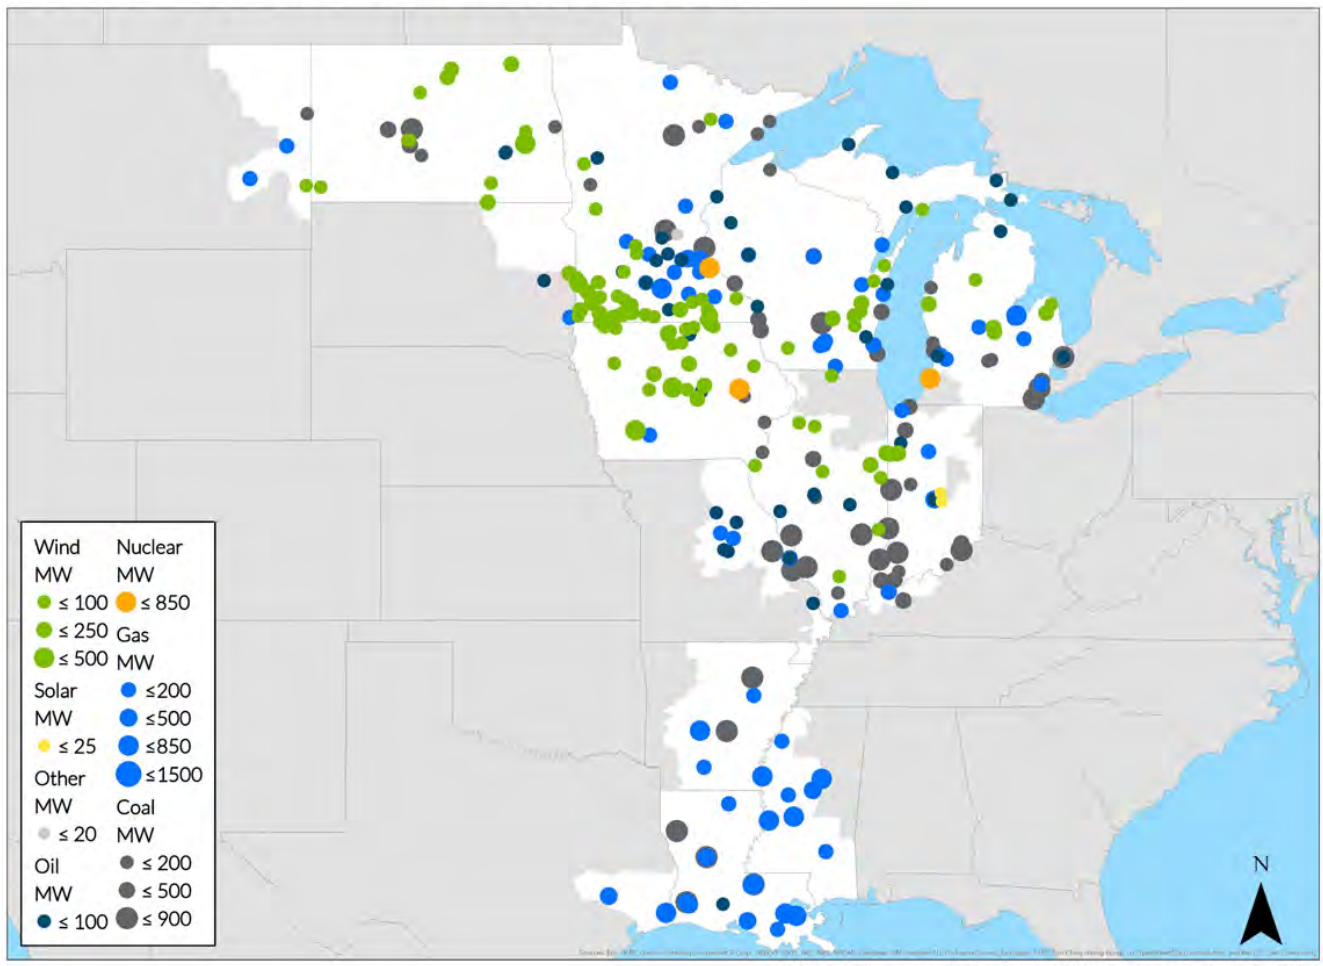 Wind
MW
≤ 100
≤ 250
≤ 500
Solar
MW
≤ 25
Other
MW
≤ 20
Oil
MW
≤ 100
Nuclear
MW
≤ 850
Gas
MW
≤200
≤500
≤850
≤1500
Coal
MW
≤ 200
≤ 500
≤ 900
N